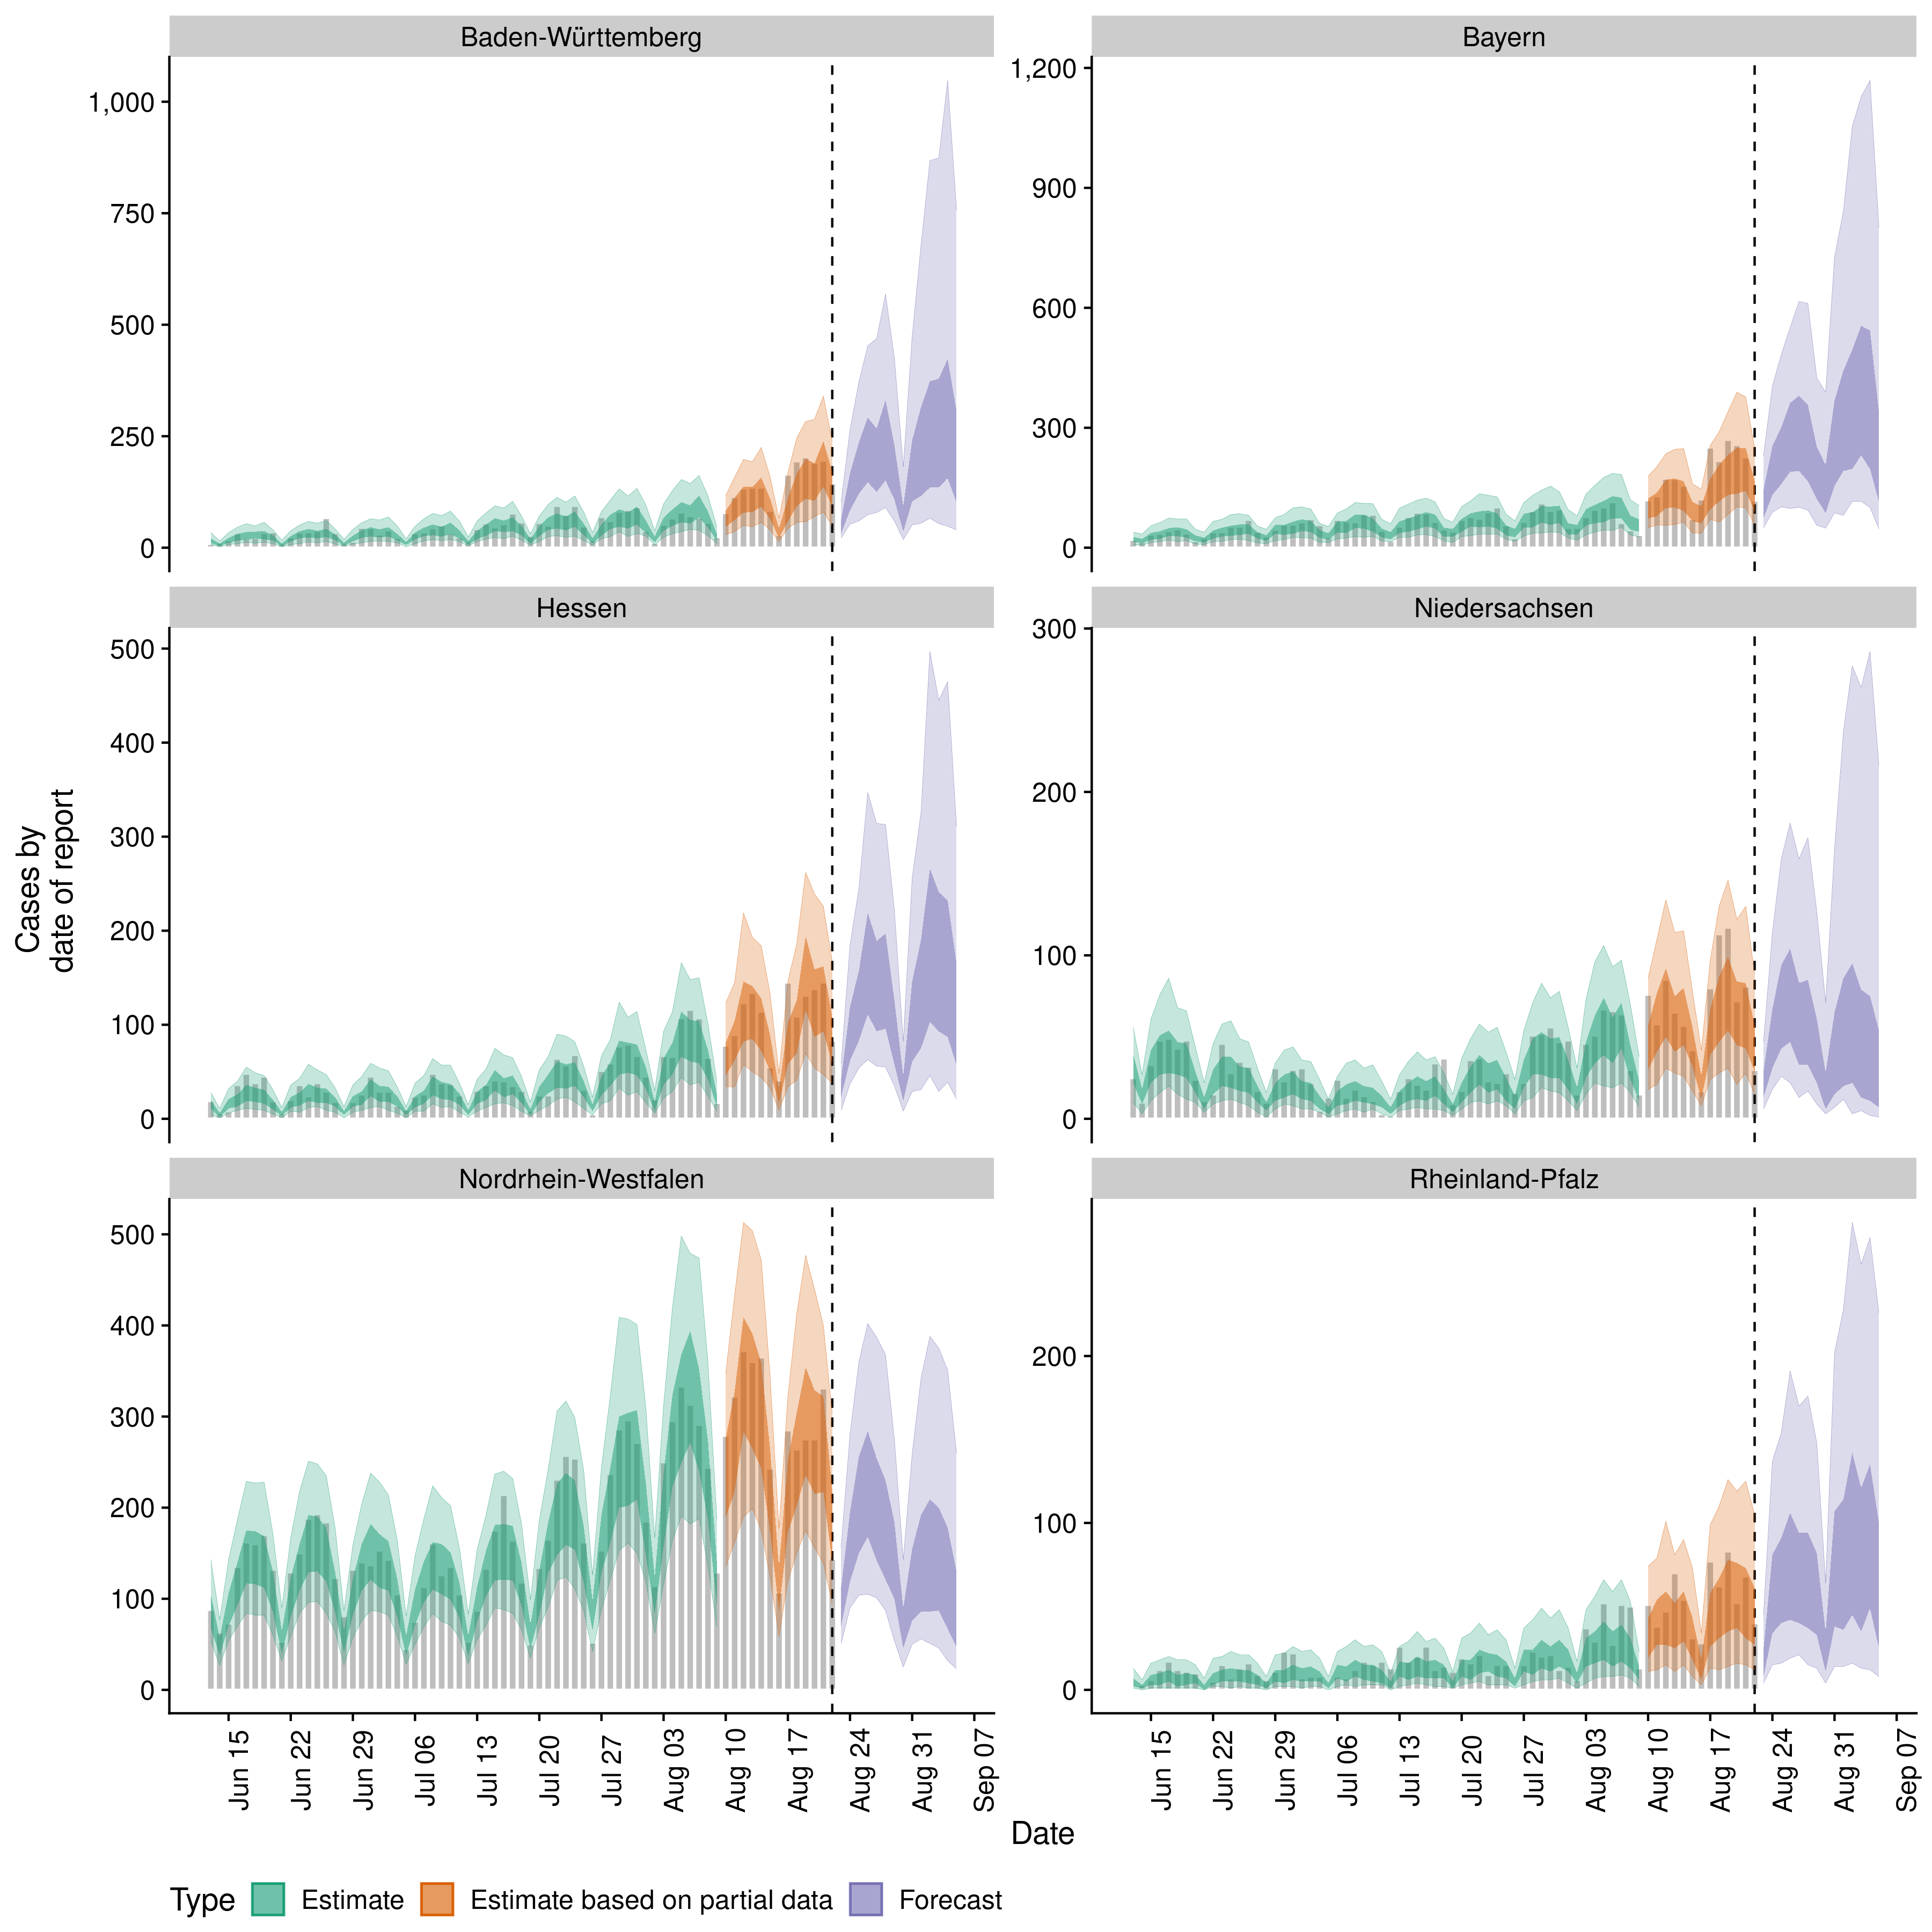 Baden-Württemberg
Bayern
1,000
750
500
250
0
1,200
900
600
300
0
Hessen
Niedersachsen
500
400
300
200
100
0
300
200
100
0
Cases by
date of report
Nordrhein-Westfalen
Rheinland-Pfalz
500
400
300
200
100
0
200
100
0
Jun 15
Jun 22
Jun 29
Jul 06
Jul 13
Jul 20
Jul 27
Aug 03
Aug 10
Aug 17
Aug 24
Aug 31
Sep 07
Jun 15
Jun 22
Jun 29
Jul 06
Jul 13
Jul 20
Jul 27
Aug 03
Aug 10
Aug 17
Aug 24
Aug 31
Sep 07
Date
Type Estimate Estimate based on partial data Forecast